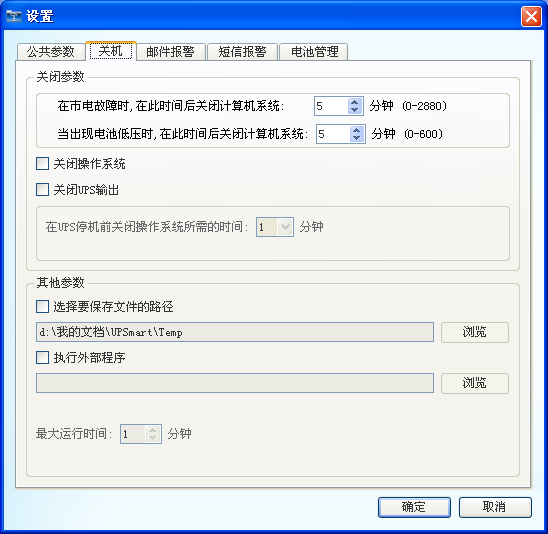 设置
公共参数 关机 邮件报警 短信报警 电池管理
关闭参数
在市电故障时,在此时间后关闭计算机系统: 5 分钟 (0-2880)
当出现电池低压时,在此时间后关闭计算机系统: 5 分钟 (0-600)
关闭操作系统
关闭UPS输出
在UPS停机前关闭操作系统所需的时间: 1 分钟
其他参数
选择要保存文件的路径
d:\我的文档\UPSmart\Temp 浏览
执行外部程序
浏览
最大运行时间: 1 分钟
确定 取消